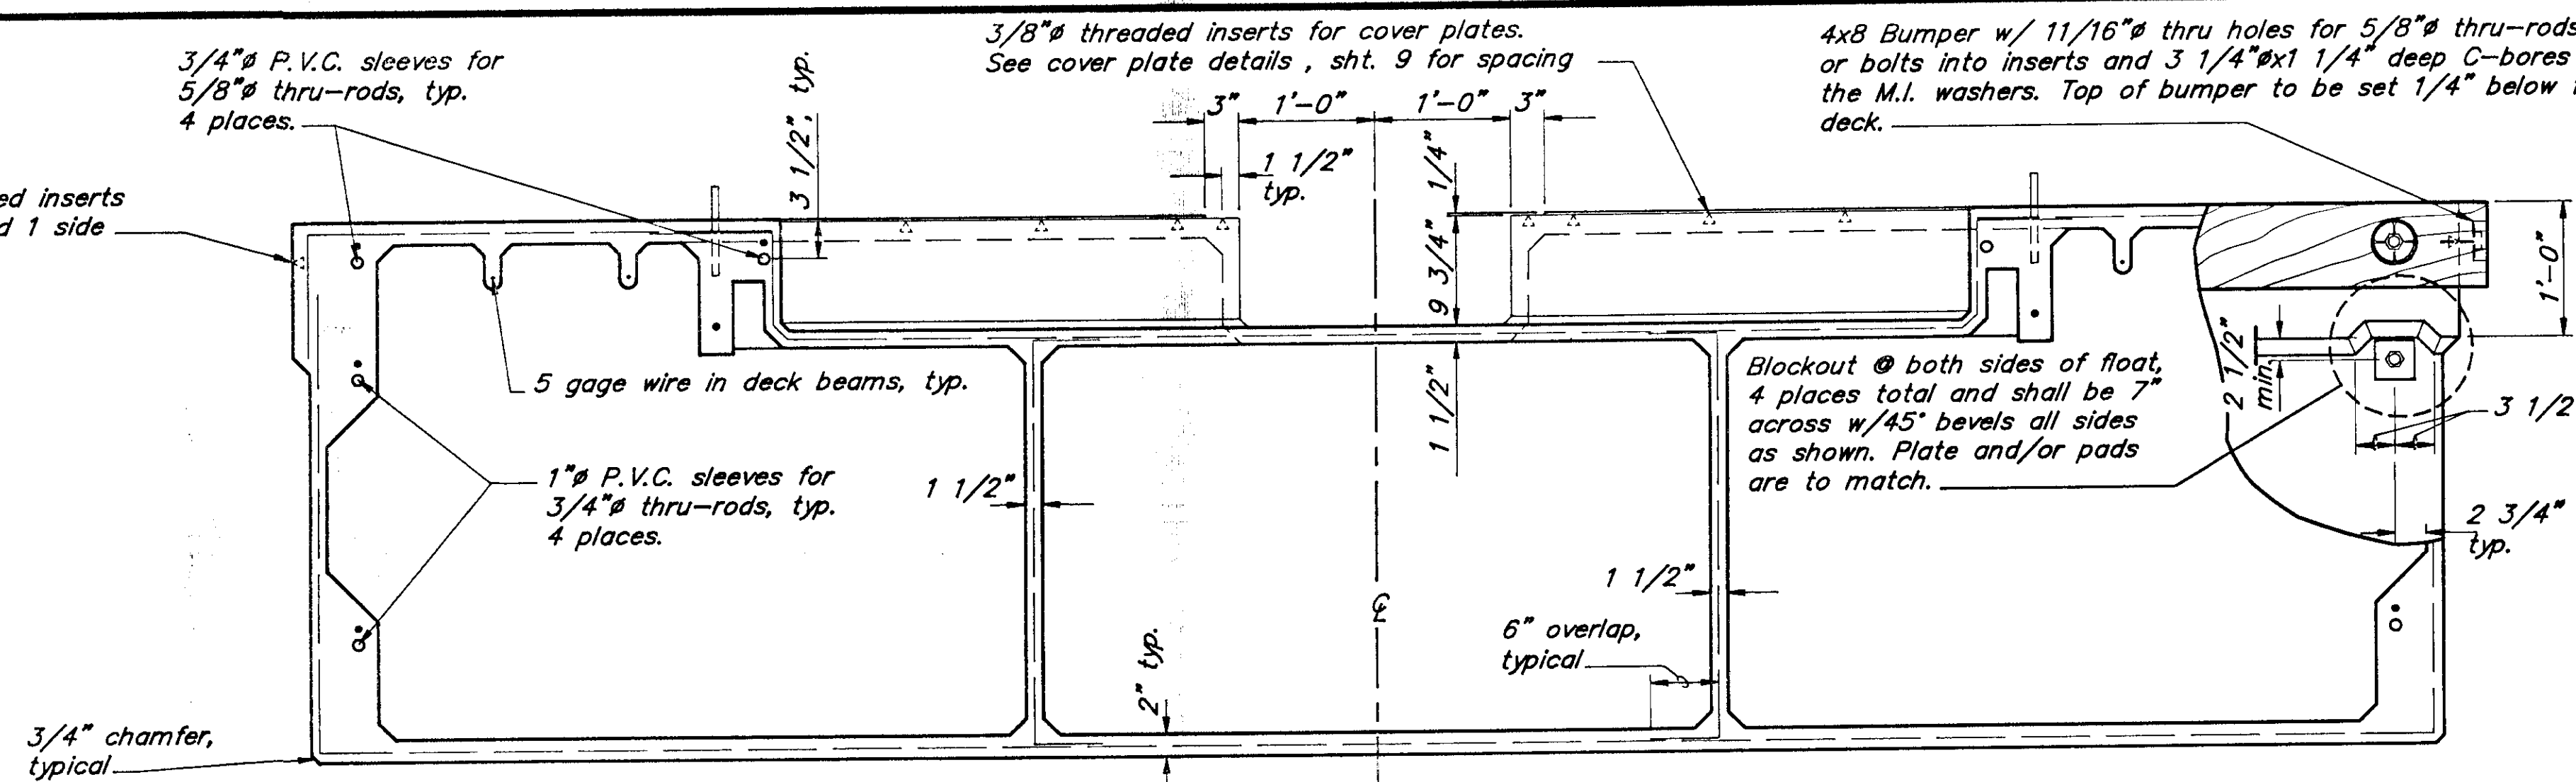 3/4"ø P.V.C. sleeves for
5/8"ø thru-rods, typ.
4 places.
3/8"ø threaded inserts for cover plates.
See cover plate details , sht. 9 for spacing
4x8 Bumper w/ 11/16"ø thru holes for 5/8"ø thru-rods
or bolts into inserts and 3 1/4"øx1 1/4" deep C-bores
the M.I. washers. Top of bumper to be set 1/4" below
deck.
3 1/2", typ.
3"
1'-0"
1'-0"
3"
1 1/2"
typ.
1/4"
9 3/4"
1 1/2"
ed inserts
1 side
1'-0"
5 gage wire in deck beams, typ.
Blockout @ both sides of float,
4 places total and shall be 7"
across w/45° bevels all sides
as shown. Plate and/or pads
are to match.
2 1/2"
min.
3 1/2
1"ø P.V.C. sleeves for
3/4"ø thru-rods, typ.
4 places.
1 1/2"
2 3/4"
typ.
1 1/2"
℄
6" overlap,
typical
2" typ.
3/4" chamfer,
typical